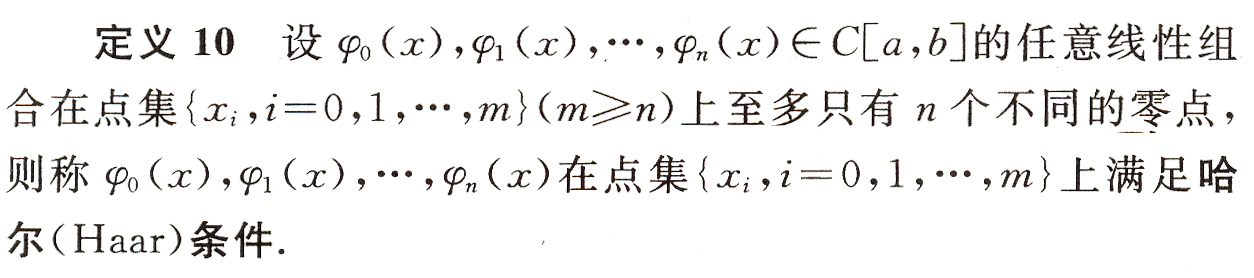 定义 10 设 φ₀(x),φ₁(x),⋯,φₙ(x)∈C[a,b]的任意线性组
合在点集{xᵢ,i=0,1,⋯,m}(m⩾n)上至多只有 n 个不同的零点,
则称 φ₀(x),φ₁(x),⋯,φₙ(x)在点集{xᵢ,i=0,1,⋯,m}上满足哈
尔(Haar)条件.